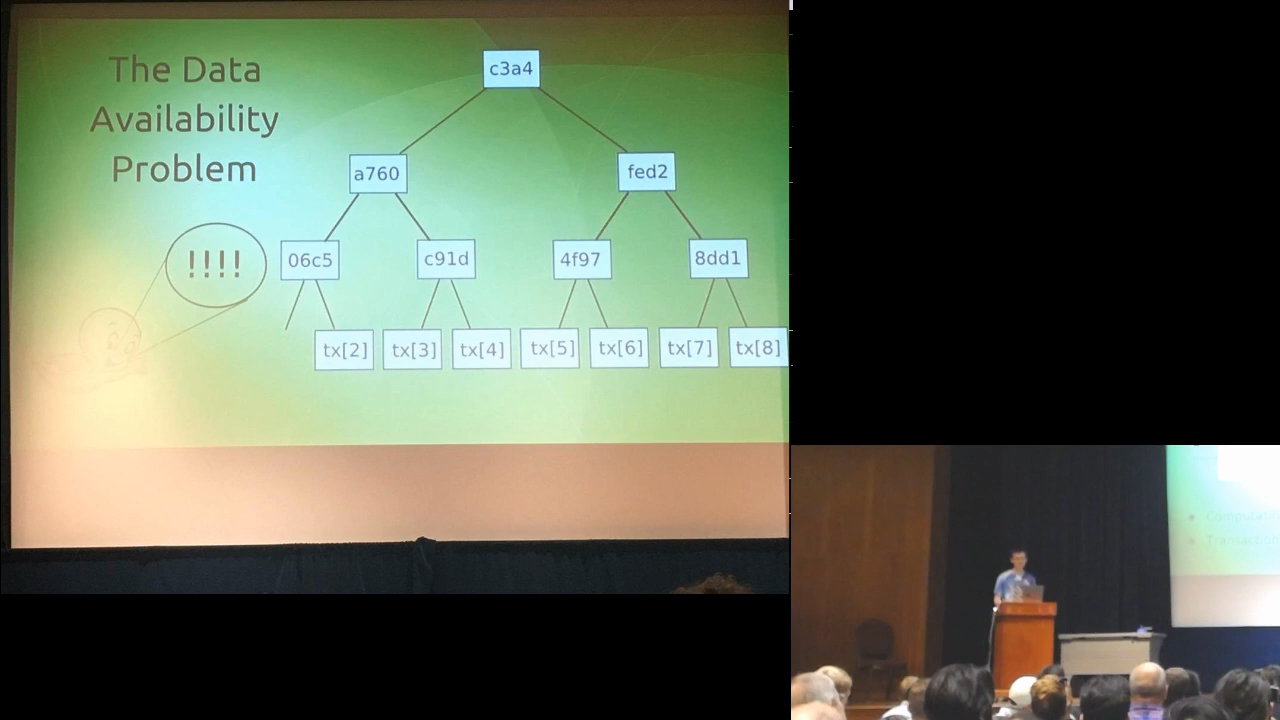 The Data
Availability
Problem
c3a4
a760
fed2
!!!!
06c5
c91d
4f97
8dd1
tx[2]
tx[3]
tx[4]
tx[5]
tx[6]
tx[7]
tx[8]